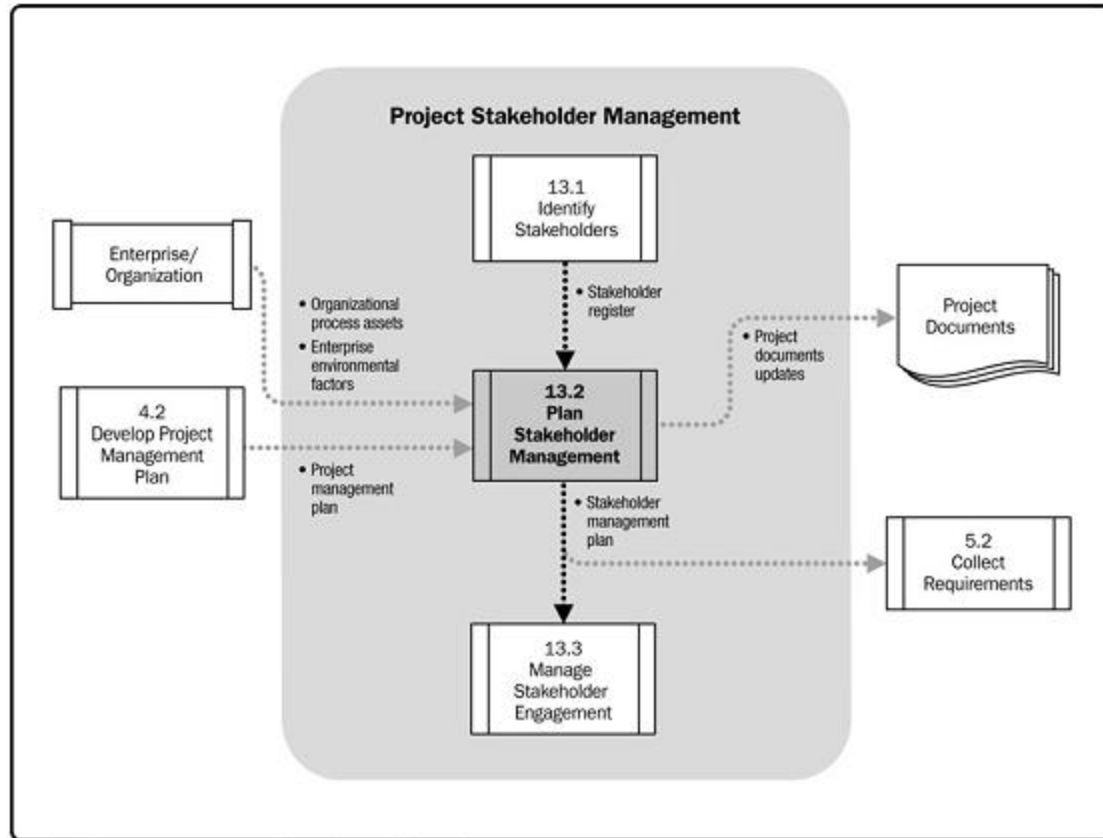 Project Stakeholder Management
13.1
Identify
Stakeholders
Enterprise/
Organization
• Organizational
process assets
• Enterprise
environmental
factors
• Stakeholder
register
Project
Documents
• Project
documents
updates
4.2
Develop Project
Management
Plan
13.2
Plan
Stakeholder
Management
• Project
management
plan
• Stakeholder
management
plan
5.2
Collect
Requirements
13.3
Manage
Stakeholder
Engagement